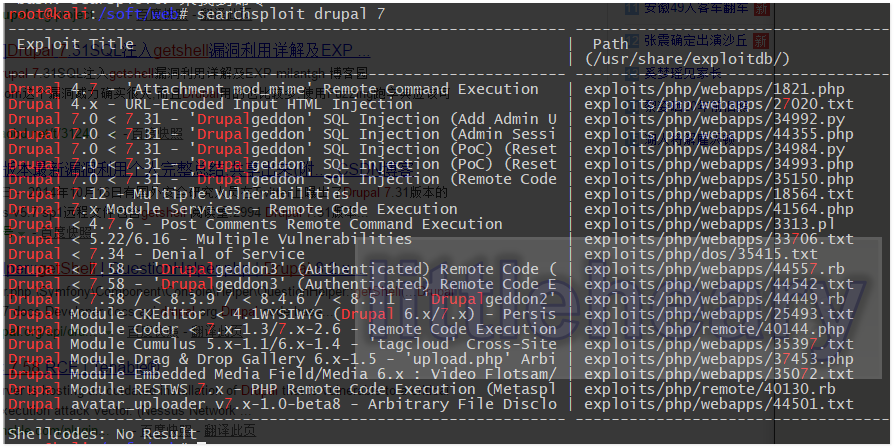 root@kali:/soft/cms# searchsploit drupal 7
Exploit Title | Path
| (/usr/share/exploitdb/)
Drupal 4.7 - 'Attachment mod_mime' Remote Command Execution | exploits/php/webapps/1821.php
Drupal 4.x - URL-Encoded Input HTML Injection | exploits/php/webapps/27020.txt
Drupal 7.0 < 7.31 - 'Drupalgeddon' SQL Injection (Add Admin U | exploits/php/webapps/34992.py
Drupal 7.0 < 7.31 - 'Drupalgeddon' SQL Injection (Admin Sessi | exploits/php/webapps/44355.php
Drupal 7.0 < 7.31 - 'Drupalgeddon' SQL Injection (PoC) (Reset | exploits/php/webapps/34984.py
Drupal 7.0 < 7.31 - 'Drupalgeddon' SQL Injection (PoC) (Reset | exploits/php/webapps/34993.php
Drupal 7.0 < 7.31 - 'Drupalgeddon' SQL Injection (Remote Code | exploits/php/webapps/35150.php
Drupal 7.12 - Multiple Vulnerabilities | exploits/php/webapps/18564.txt
Drupal 7.x Module Services - Remote Code Execution | exploits/php/webapps/41564.php
Drupal < 4.7.6 - Post Comments Remote Command Execution | exploits/php/webapps/3313.pl
Drupal < 5.22/6.16 - Multiple Vulnerabilities | exploits/php/webapps/33706.txt
Drupal < 7.34 - Denial of Service | exploits/php/dos/35415.txt
Drupal < 7.58 - 'Drupalgeddon3' (Authenticated) Remote Code ( | exploits/php/webapps/44557.rb
Drupal < 7.58 - 'Drupalgeddon3' (Authenticated) Remote Code E | exploits/php/webapps/44542.txt
Drupal < 7.58 / < 8.3.9 / < 8.4.6 / < 8.5.1 - 'Drupalgeddon2' | exploits/php/webapps/44449.rb
Drupal Module CKEditor < 4.1WYSIWYG (Drupal 6.x/7.x) - Persis | exploits/php/webapps/25493.txt
Drupal Module Coder < 7.x-1.3/7.x-2.6 - Remote Code Execution | exploits/php/remote/40144.php
Drupal Module Cumulus 5.x-1.1/6.x-1.4 - 'tagcloud' Cross-Site | exploits/php/webapps/35397.txt
Drupal Module Drag & Drop Gallery 6.x-1.5 - 'upload.php' Arbi | exploits/php/webapps/37453.php
Drupal Module Embedded Media Field/Media 6.x : Video Flotsam/ | exploits/php/webapps/35072.txt
Drupal Module RESTWS 7.x - PHP Remote Code Execution (Metaspl | exploits/php/remote/40130.rb
Drupal avatar_uploader v7.x-1.0-beta8 - Arbitrary File Disclo | exploits/php/webapps/44501.txt
Shellcodes: No Result